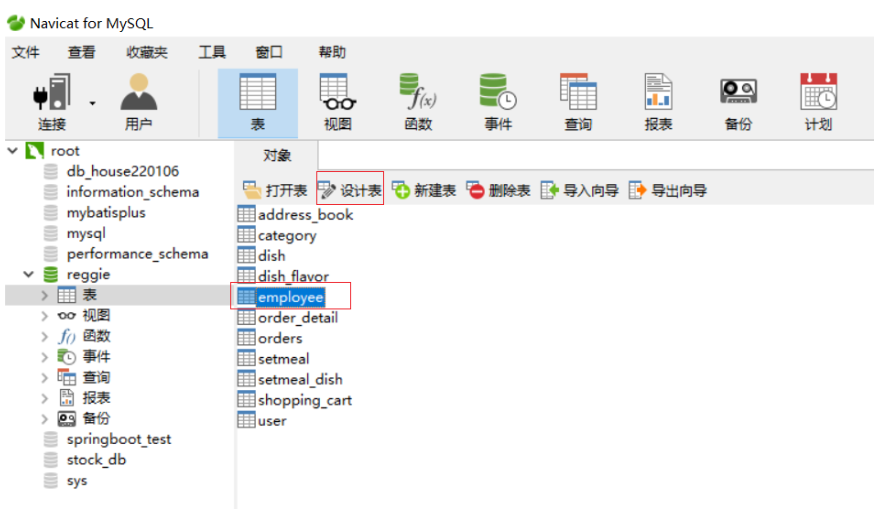 Navicat for MySQL
文件 查看 收藏夹 工具 窗口 帮助
f(x)
连接 用户 表 视图 函数 事件 查询 报表 备份 计划
root
对象
db_house220106
打开表 设计表 新建表 删除表 导入向导 导出向导
information_schema
mybatisplus
mysql
performance_schema
reggie
表
f() 函数
视图
事件
查询
报表
备份
springboot_test
stock_db
sys
address_book
category
dish
dish_flavor
employee
order_detail
orders
setmeal
setmeal_dish
shopping_cart
user